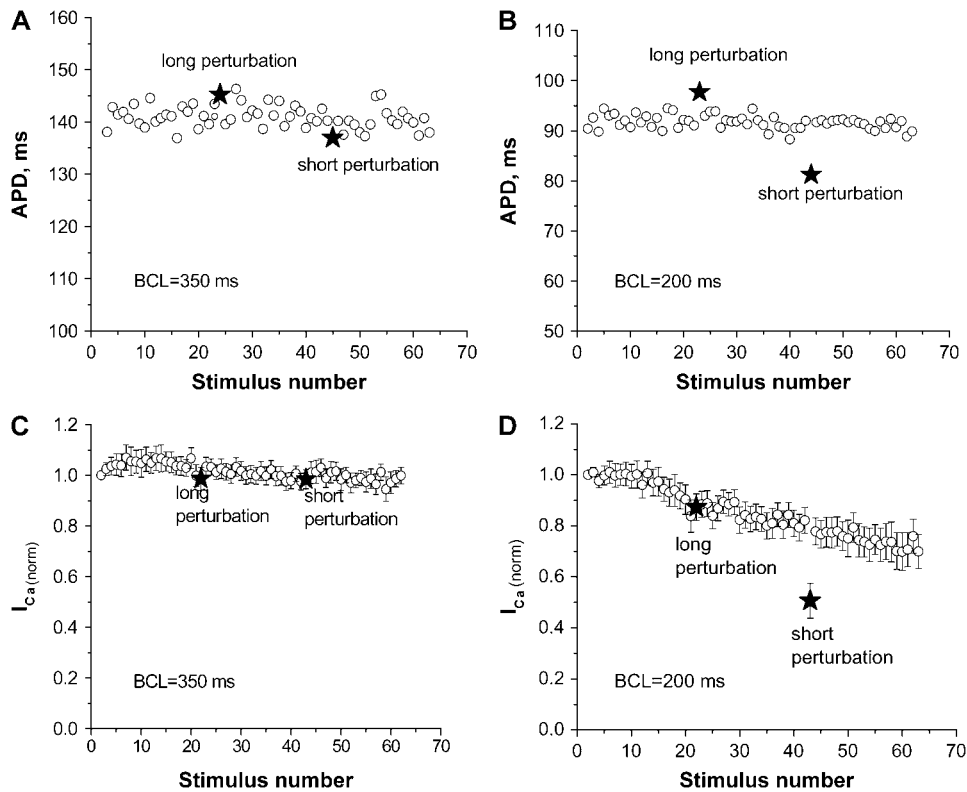 A
160
150
140
130
120
110
100
APD, ms
long perturbation
short perturbation
BCL=350 ms
0 10 20 30 40 50 60 70
Stimulus number
B
110
100
90
80
70
60
50
APD, ms
long perturbation
short perturbation
BCL=200 ms
0 10 20 30 40 50 60 70
Stimulus number
C
1.2
1.0
0.8
0.6
0.4
0.2
0.0
ICa(norm)
long
perturbation
short
perturbation
BCL=350 ms
0 10 20 30 40 50 60 70
Stimulus number
D
1.2
1.0
0.8
0.6
0.4
0.2
0.0
ICa(norm)
long
perturbation
short
perturbation
BCL=200 ms
0 10 20 30 40 50 60 70
Stimulus number